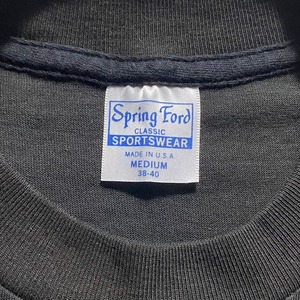 Spring Ford
CLASSIC
SPORTSWEAR
MADE IN U.S.A.
MEDIUM
38-40